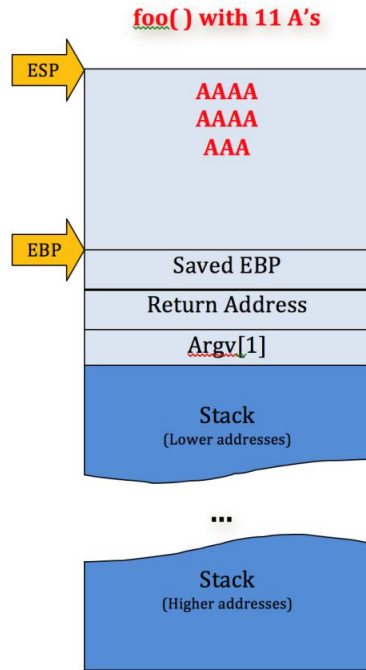 foo( ) with 11 A's
ESP
AAAA
AAAA
AAA
EBP
Saved EBP
Return Address
Argv[1]
Stack
(Lower addresses)
...
Stack
(Higher addresses)